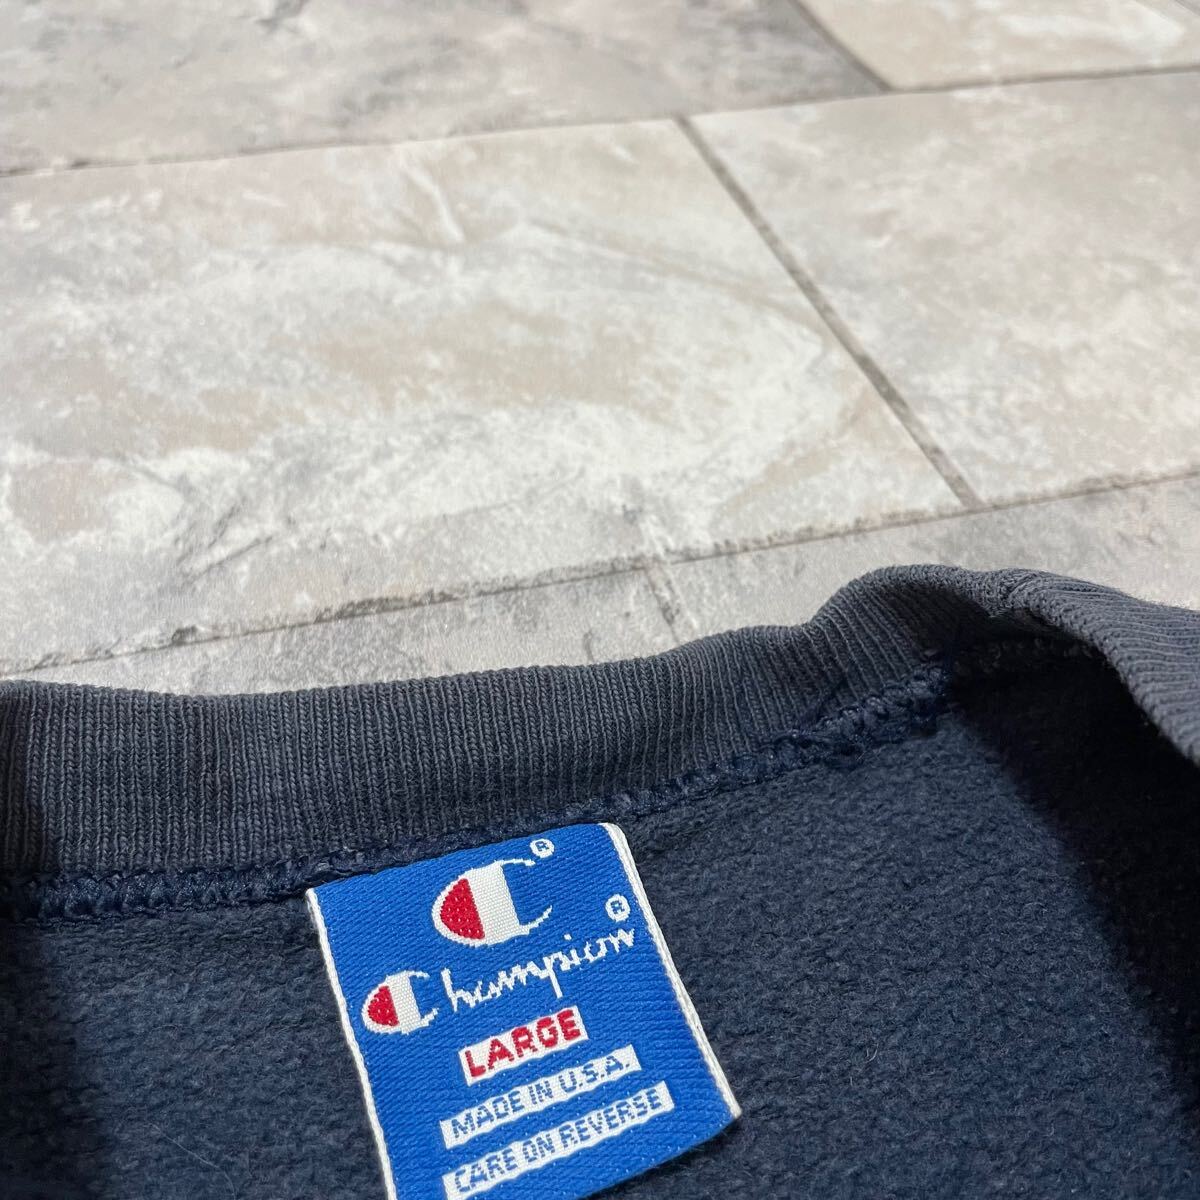 C®
Champion®
LARGE
MADE IN U.S.A.
CARE ON REVERSE